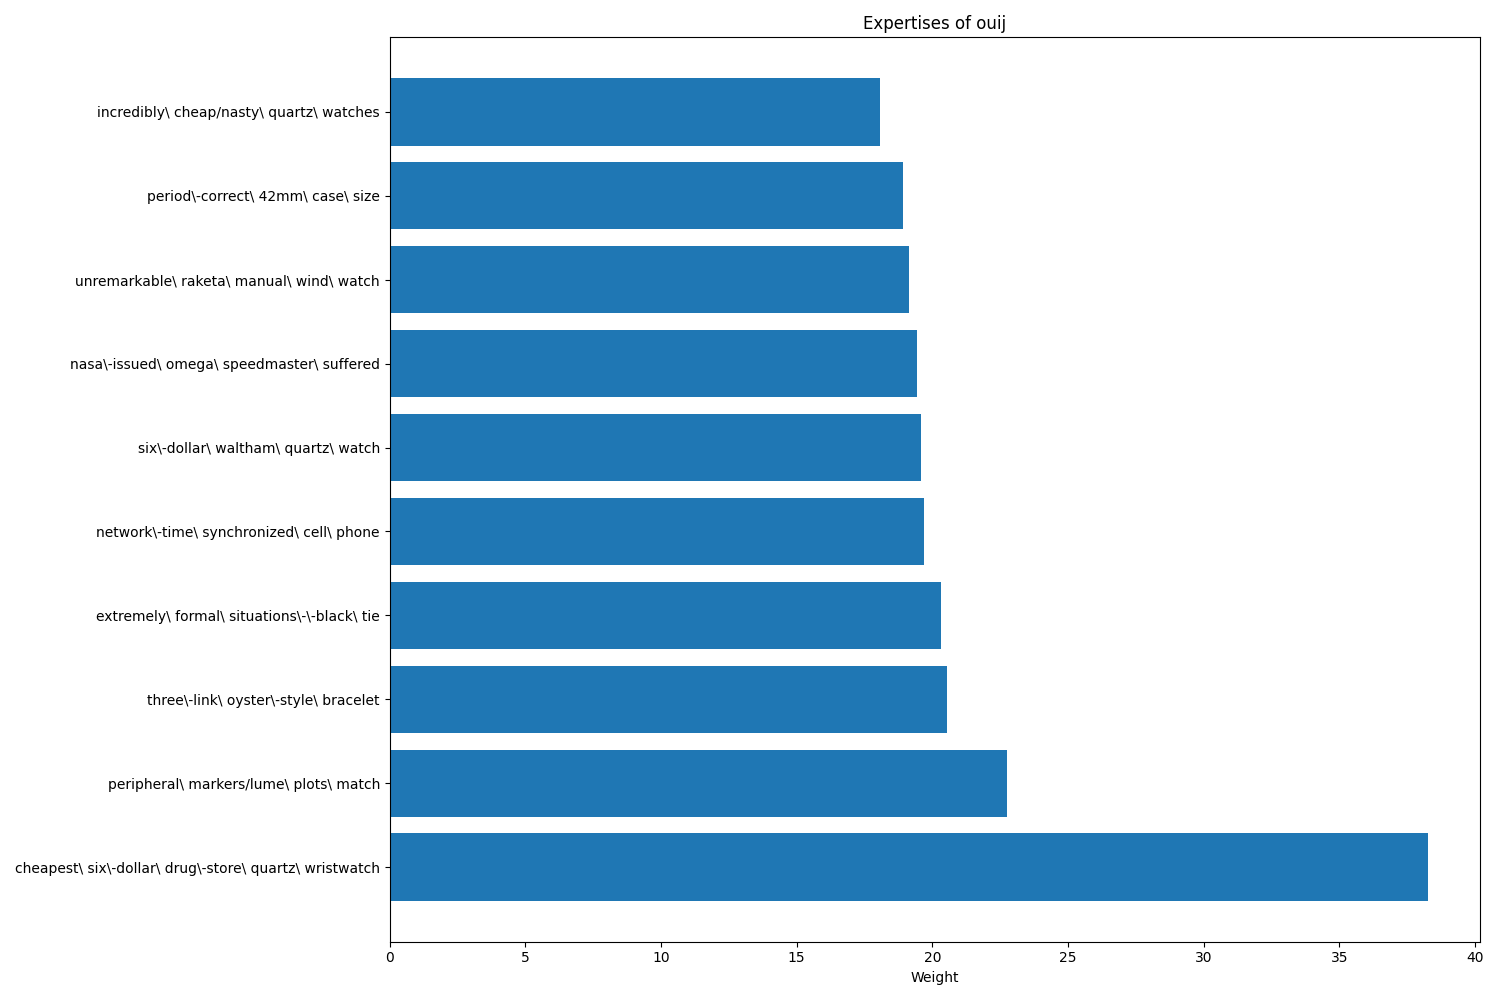 Expertises of ouij
incredibly\ cheap/nasty\ quartz\ watches
period\-correct\ 42mm\ case\ size
unremarkable\ raketa\ manual\ wind\ watch
nasa\-issued\ omega\ speedmaster\ suffered
six\-dollar\ waltham\ quartz\ watch
network\-time\ synchronized\ cell\ phone
extremely\ formal\ situations\-\-black\ tie
three\-link\ oyster\-style\ bracelet
peripheral\ markers/lume\ plots\ match
cheapest\ six\-dollar\ drug\-store\ quartz\ wristwatch
0 5 10 15 20 25 30 35 40
Weight